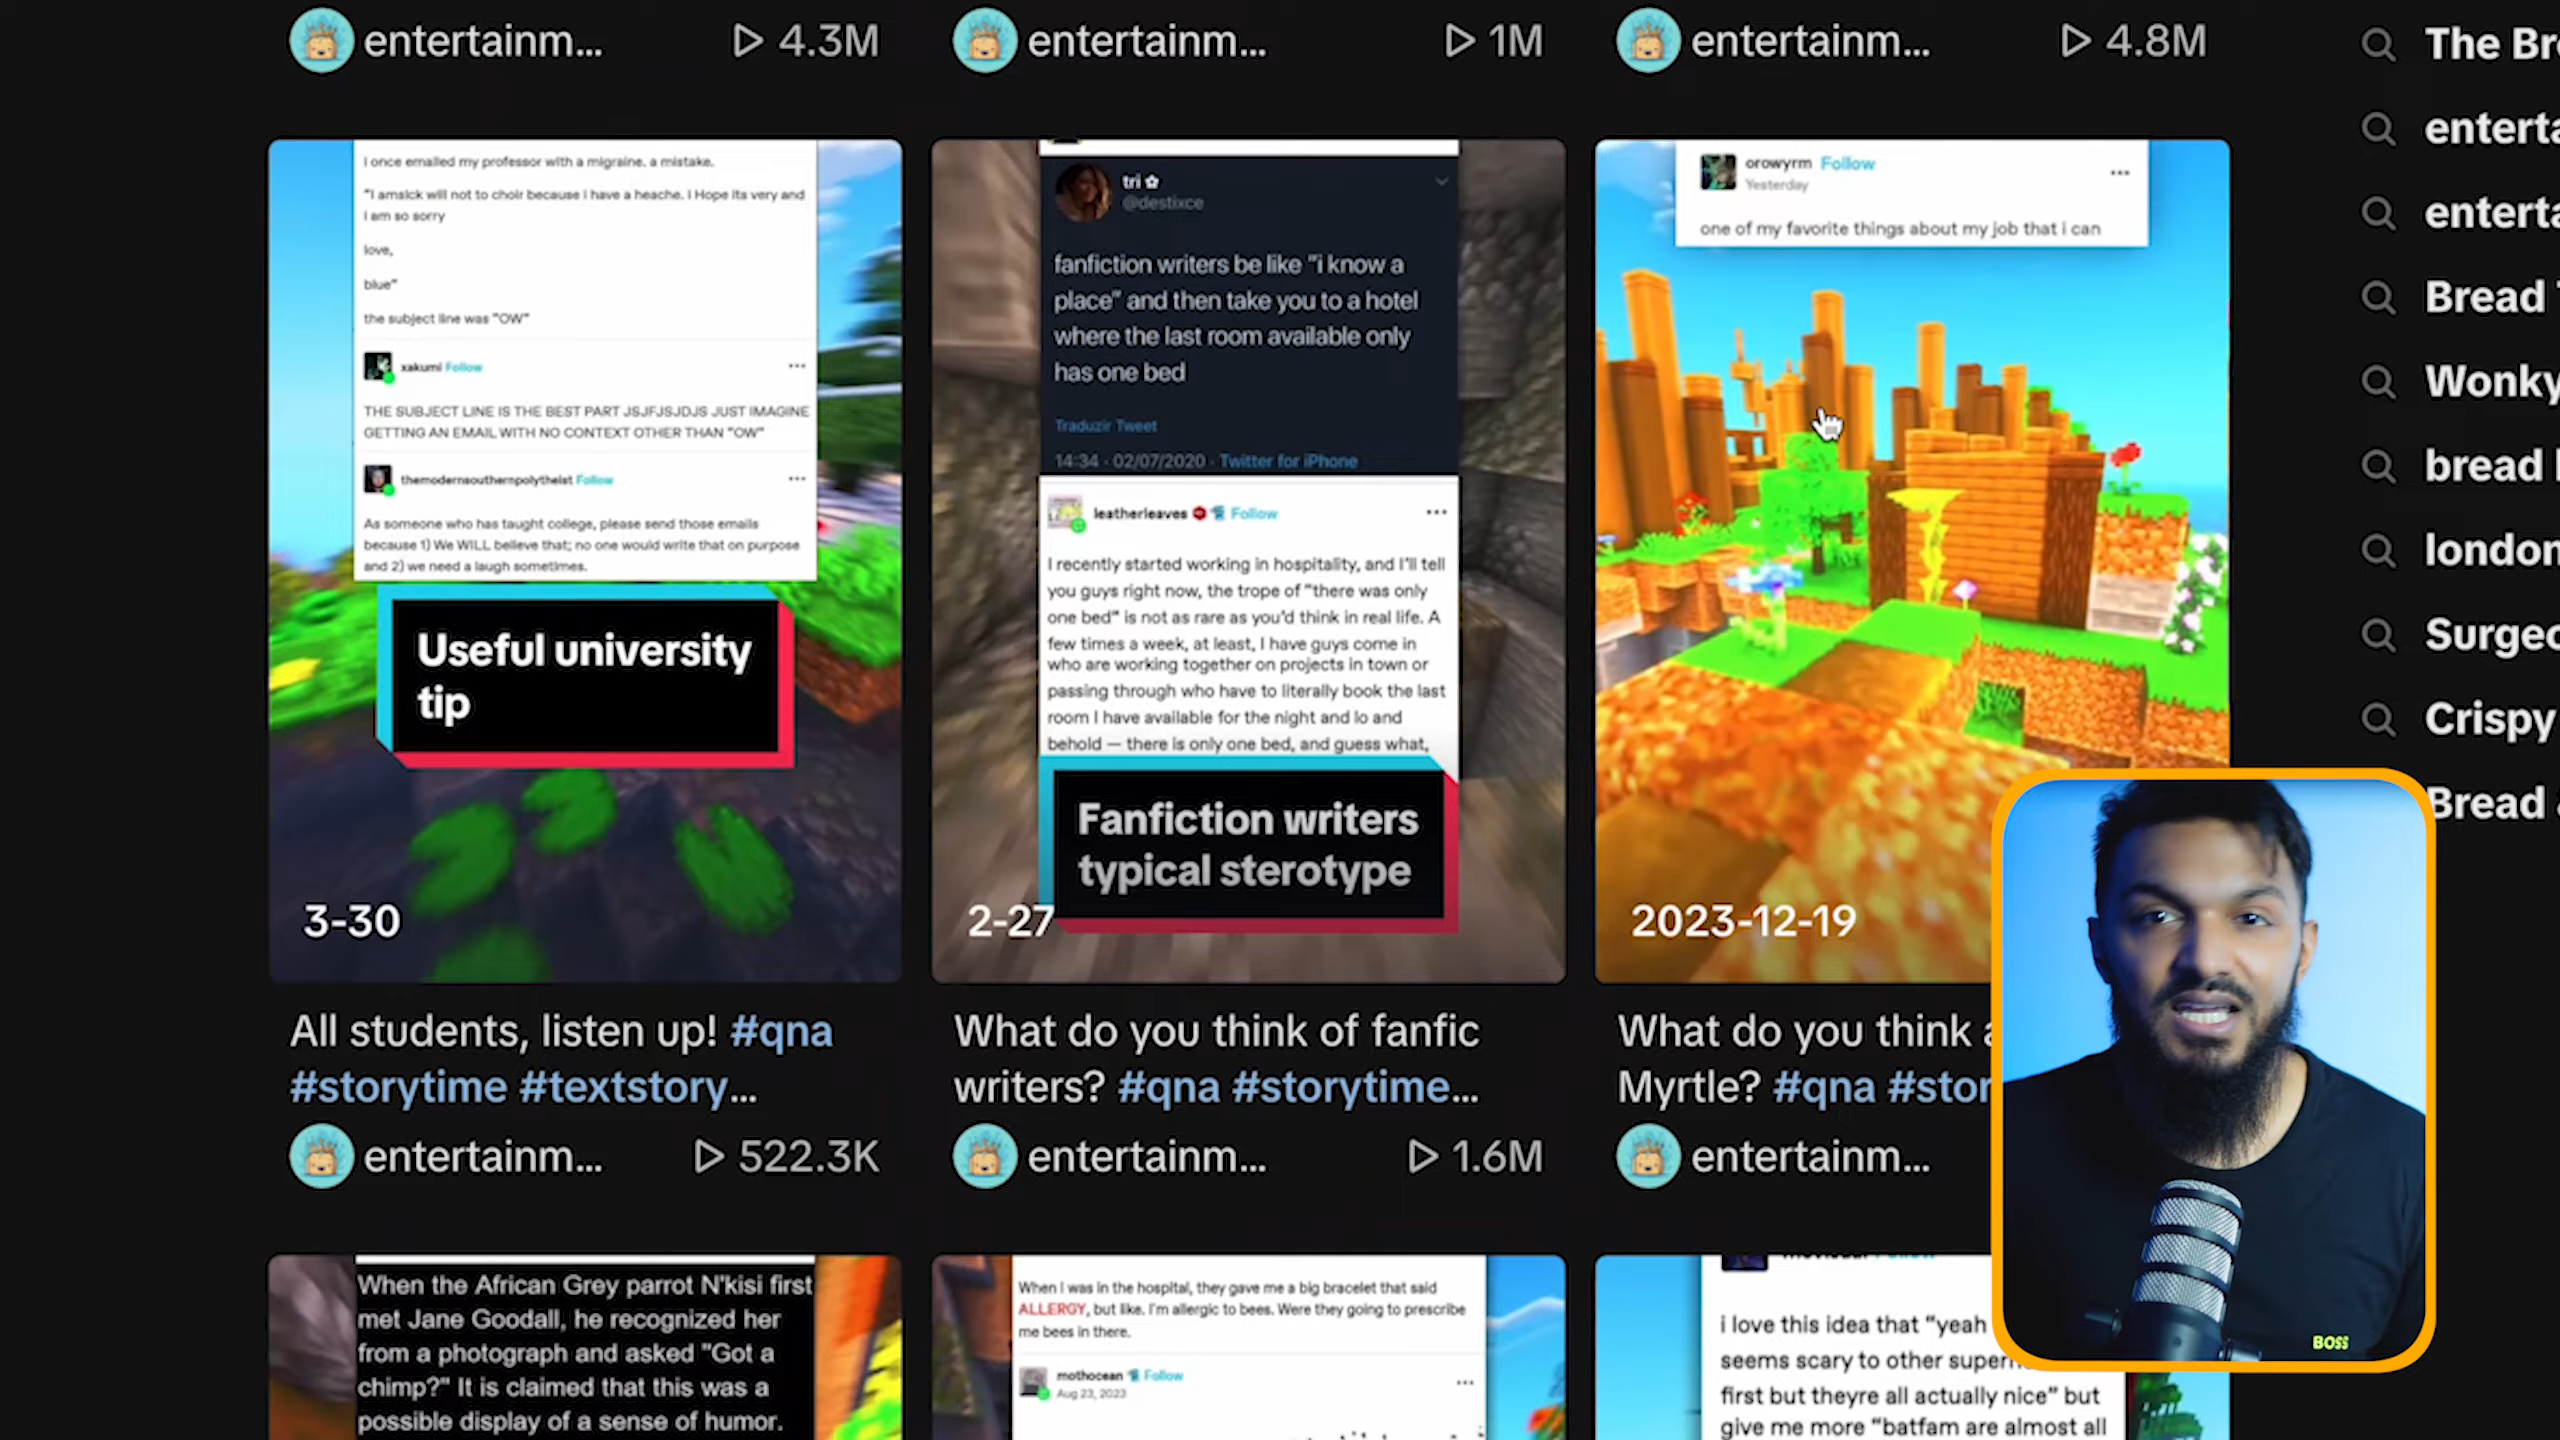 entertainm...
4.3M
entertainm...
1M
entertainm...
4.8M
I once emailed my professor with a migraine. a mistake.
"I amsick will not to choir because i have a heache. i Hope its very and
I am so sorry
love,
blue"
the subject line was "OW"
xakumi Follow
THE SUBJECT LINE IS THE BEST PART JSJFJSJDJS JUST IMAGINE
GETTING AN EMAIL WITH NO CONTEXT OTHER THAN "OW"
themodernsouthernpolytheist Follow
As someone who has taught college, please send those emails
because 1) We WILL believe that; no one would write that on purpose
and 2) we need a laugh sometimes.
Useful university
tip
3-30
All students, listen up! #qna
#storytime #textstory...
entertainm...
522.3K
tri
@destixce
fanfiction writers be like "i know a
place" and then take you to a hotel
where the last room available only
has one bed
Traduzir Tweet
14:34 · 02/07/2020 · Twitter for iPhone
leatherleaves Follow
I recently started working in hospitality, and I'll tell
you guys right now, the trope of "there was only
one bed" is not as rare as you'd think in real life. A
few times a week, at least, I have guys come in
who are working together on projects in town or
passing through who have to literally book the last
room I have available for the night and lo and
behold — there is only one bed, and guess what,
Fanfiction writers
typical sterotype
2-27
What do you think of fanfic
writers? #qna #storytime...
entertainm...
1.6M
orowyrm Follow
Yesterday
one of my favorite things about my job that i can
2023-12-19
What do you think
Myrtle? #qna #stor
entertainm...
When the African Grey parrot N'kisi first
met Jane Goodall, he recognized her
from a photograph and asked "Got a
chimp?" It is claimed that this was a
possible display of a sense of humor.
When I was in the hospital, they gave me a big bracelet that said
ALLERGY, but like. I'm allergic to bees. Were they going to prescribe
me bees in there.
mothocean Follow
Aug 23, 2023
i love this idea that "yeah
seems scary to other
first but theyre all actually nice" but
give me more "batfam are almost all
The Br
enterta
enterta
Bread
Wonky
bread
london
Surgeo
Crispy
Bread
BOSS